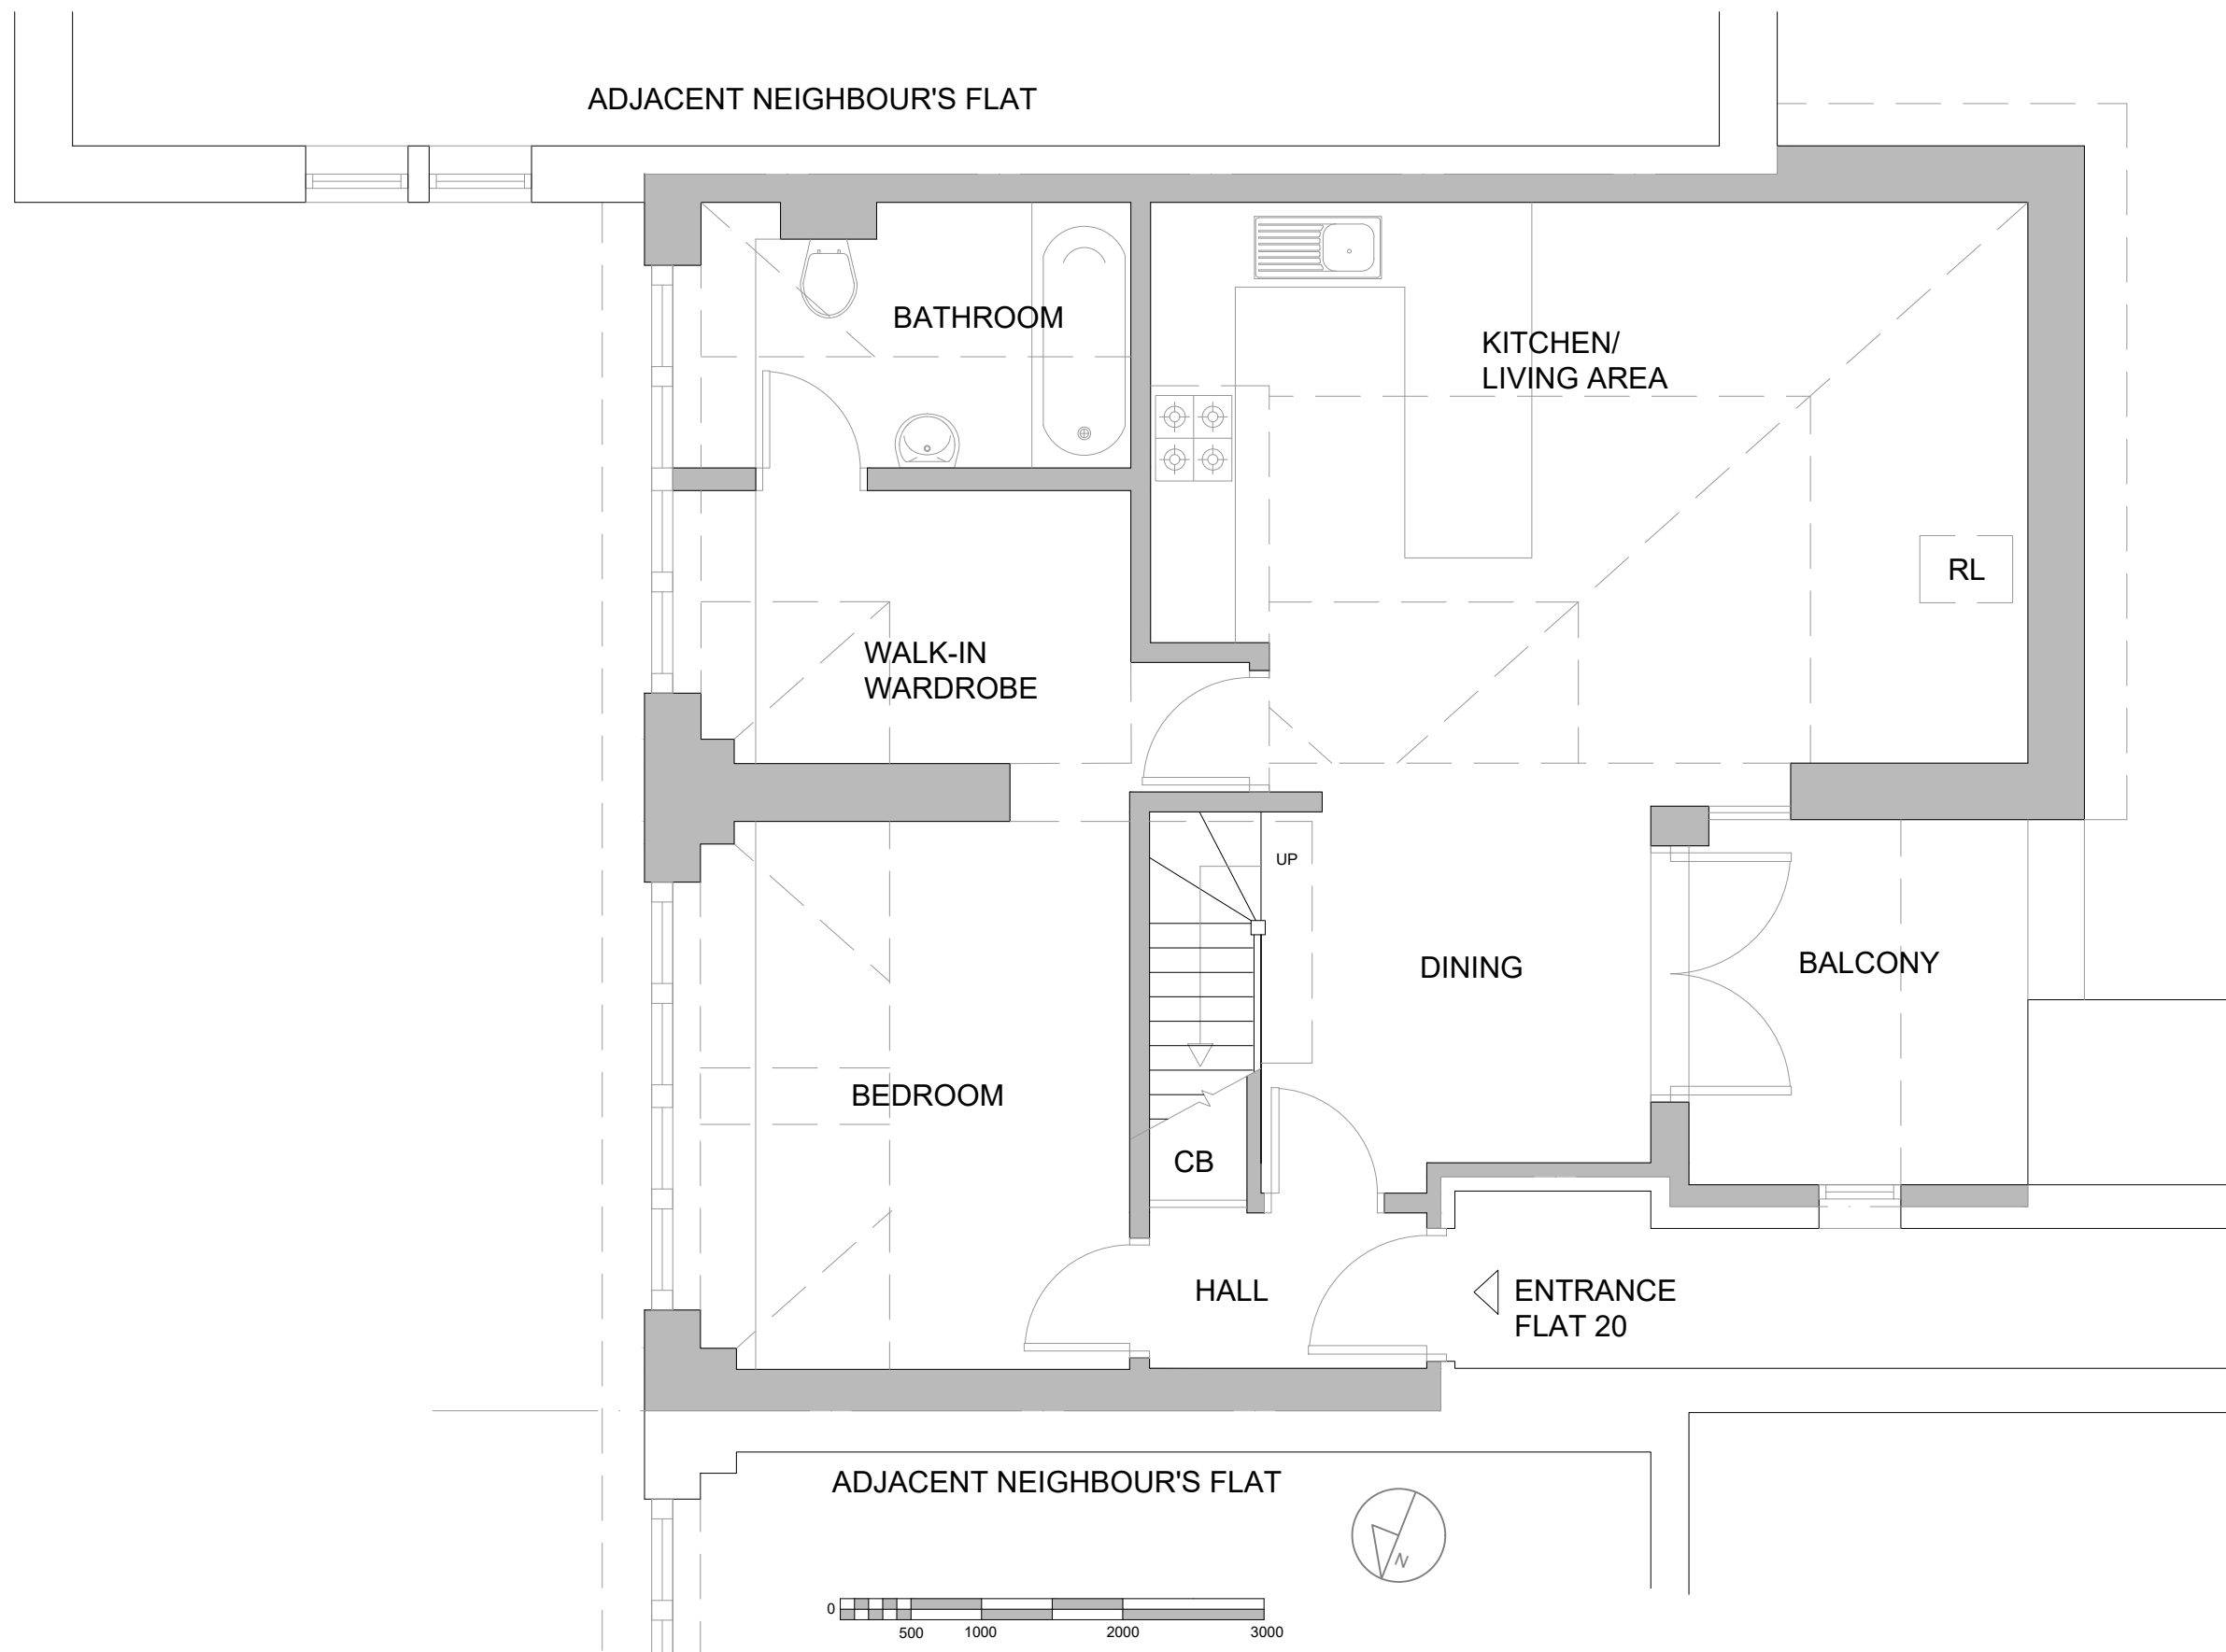 ADJACENT NEIGHBOUR'S FLAT
BATHROOM
KITCHEN/
LIVING AREA
RL
WALK-IN
WARDROBE
UP
DINING
BALCONY
BEDROOM
CB
HALL
ENTRANCE
FLAT 20
ADJACENT NEIGHBOUR'S FLAT
N
0
500 1000 2000 3000